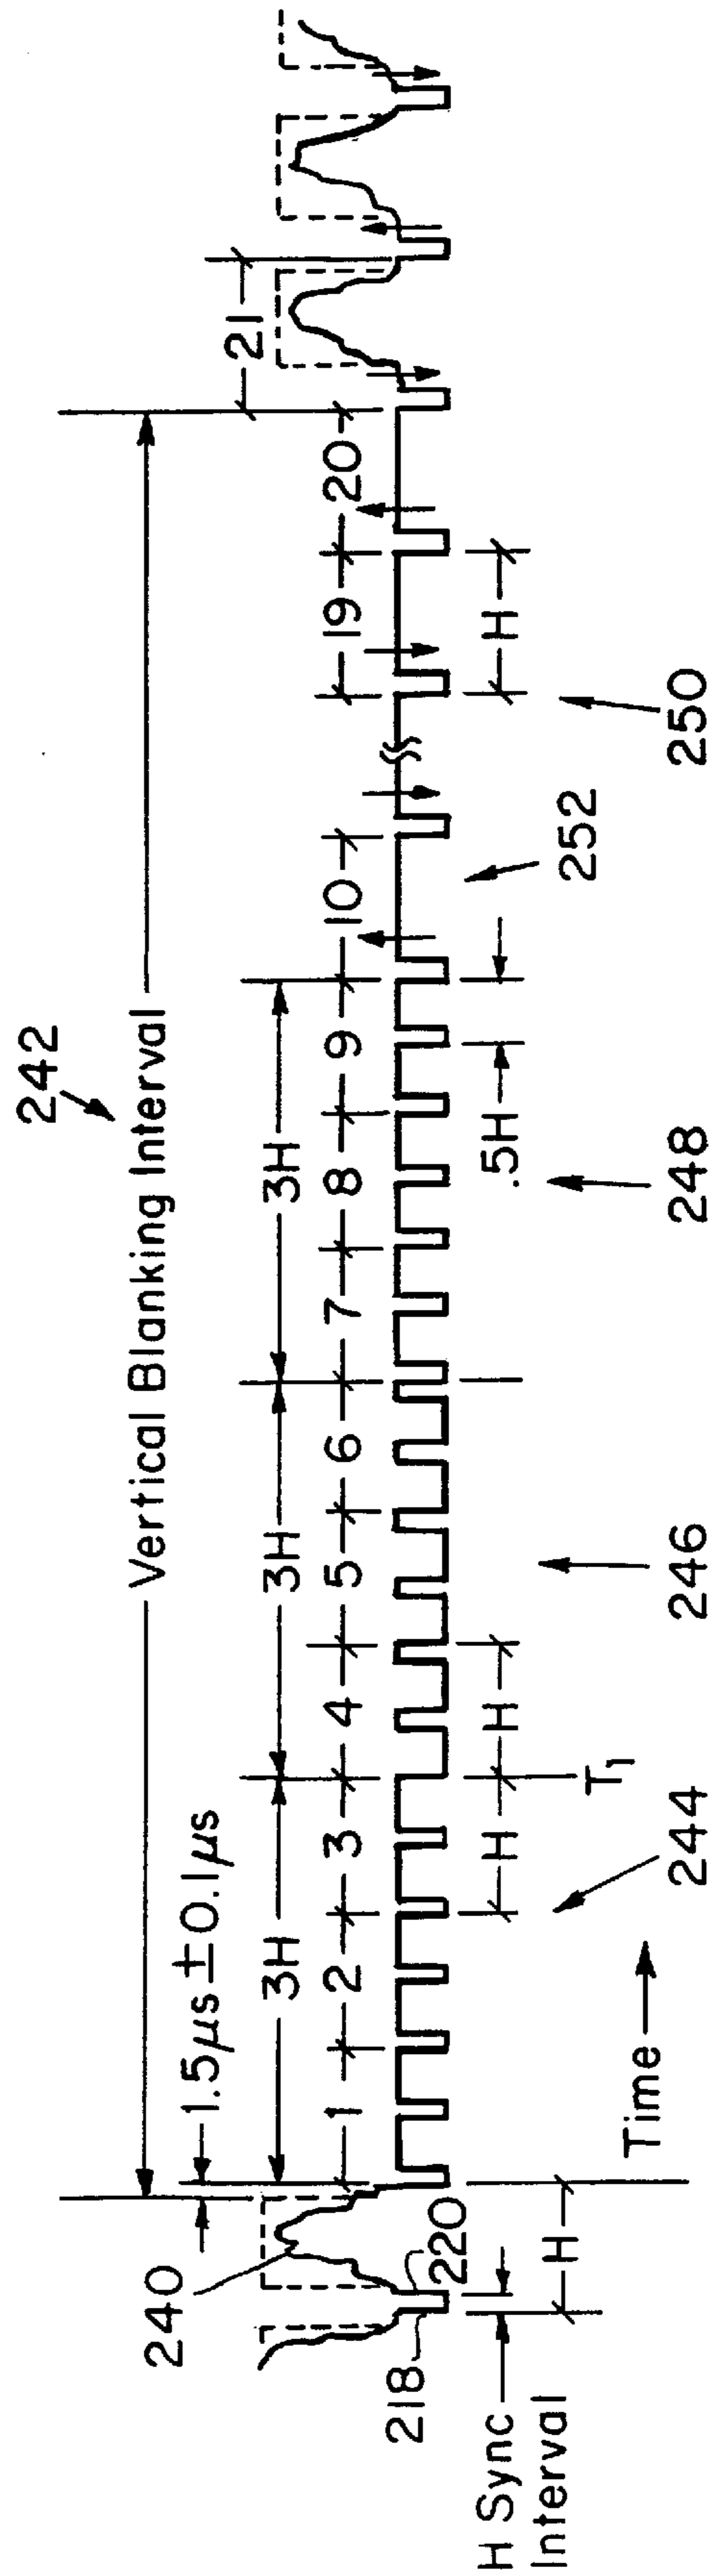 242
Vertical Blanking Interval
240
1.5µs ± 0.1µs
3H
3H
3H
1
2
3
4
5
6
7
8
9
10
19
20
21
218
220
H Sync
Interval
H
H
H
.5H
H
T1
Time
244
246
248
252
250